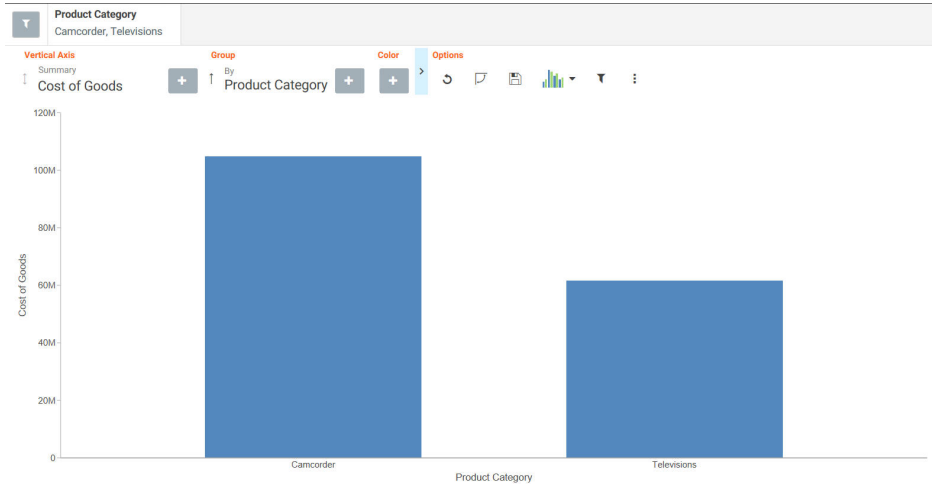 Product Category
Camcorder, Televisions
Vertical Axis
Group
Color
Options
Summary
Cost of Goods
By
Product Category
120M
100M
80M
60M
40M
20M
0
Cost of Goods
Camcorder
Televisions
Product Category